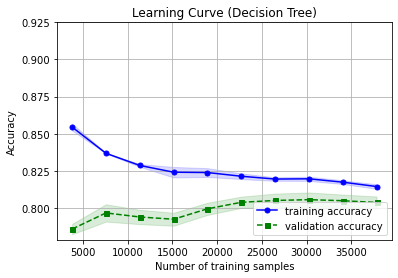 Learning Curve (Decision Tree)
0.925
0.900
0.875
0.850
0.825
0.800
Accuracy
training accuracy
validation accuracy
5000 10000 15000 20000 25000 30000 35000
Number of training samples